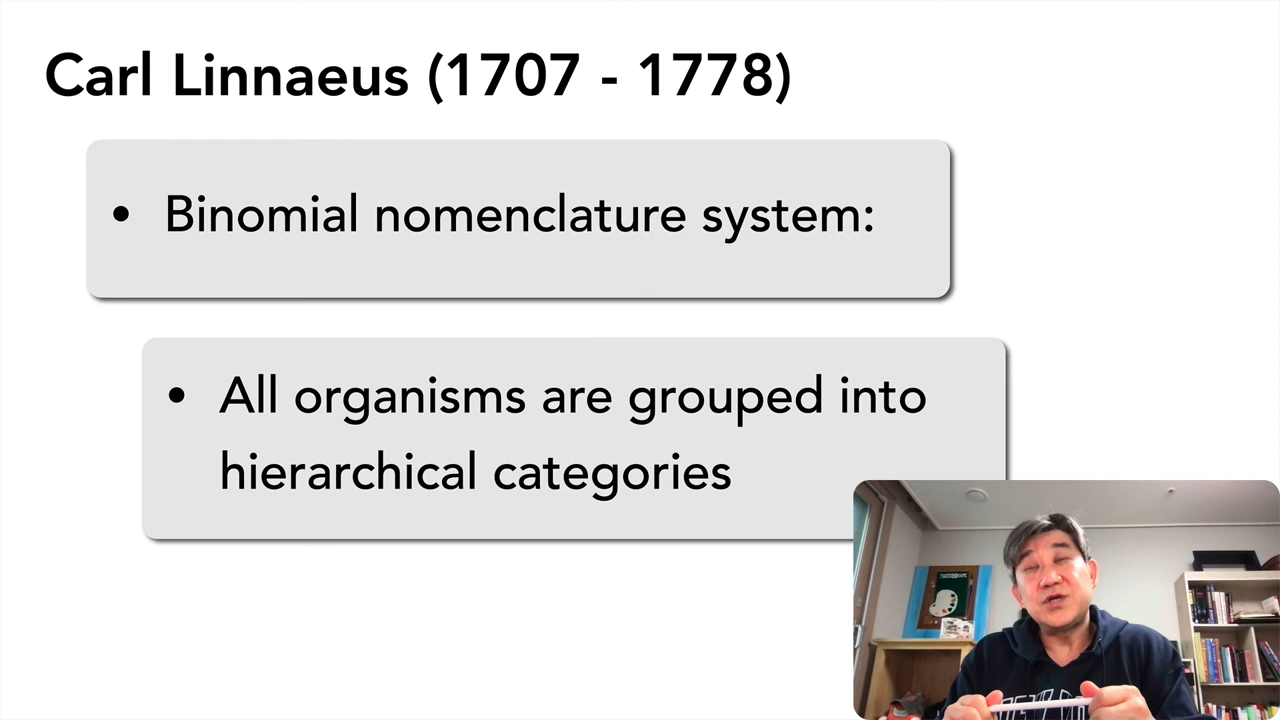 Carl Linnaeus (1707 - 1778)
• Binomial nomenclature system:
• All organisms are grouped into
hierarchical categories